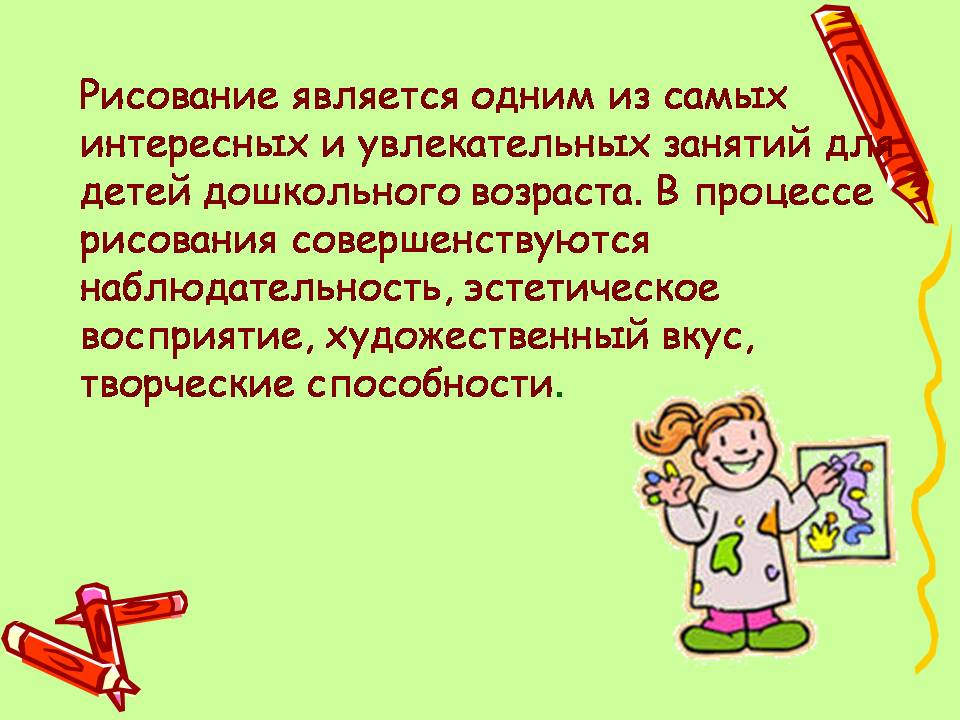 Рисование является одним из самых
интересных и увлекательных занятий для
детей дошкольного возраста. В процессе
рисования совершенствуются
наблюдательность, эстетическое
восприятие, художественный вкус,
творческие способности.